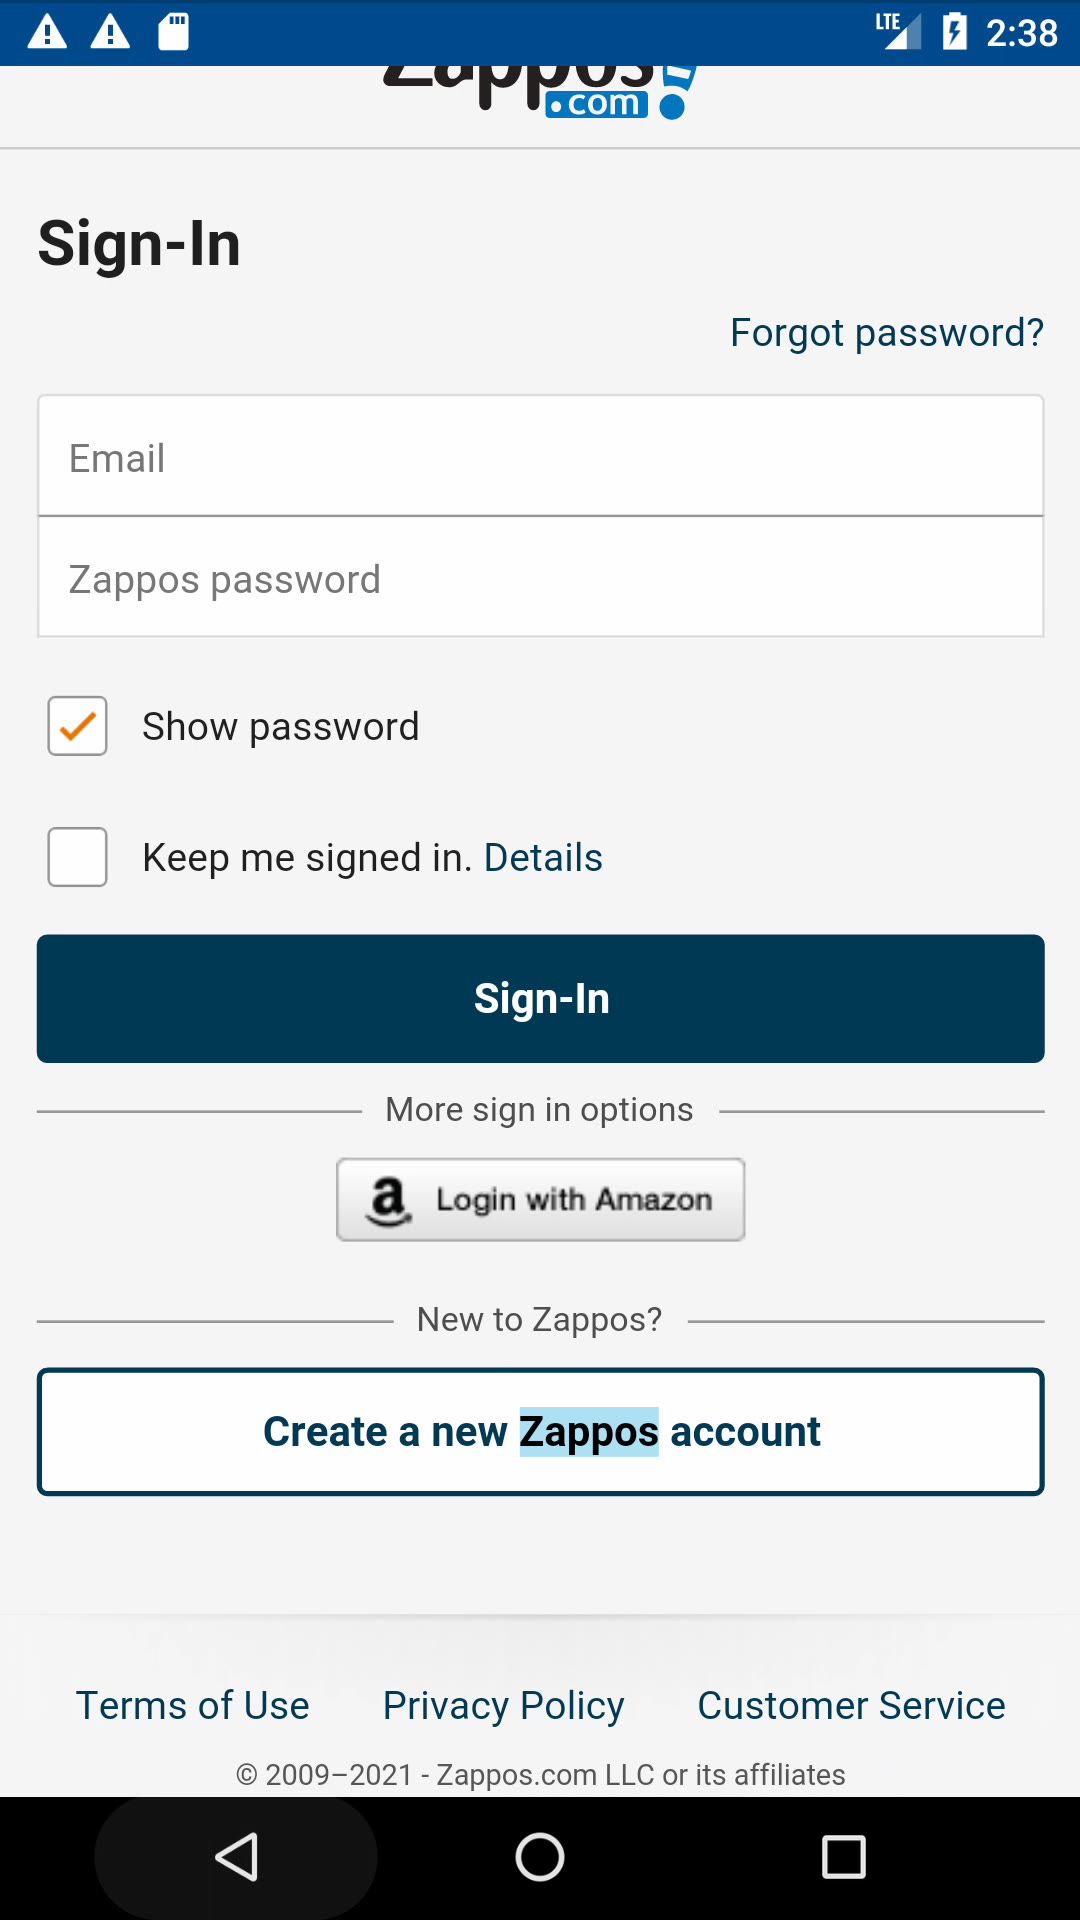 LTE 2:38
Zappos
.com
Sign-In
Forgot password?
Email
Zappos password
Show password
Keep me signed in. Details
Sign-In
More sign in options
a Login with Amazon
New to Zappos?
Create a new Zappos account
Terms of Use Privacy Policy Customer Service
© 2009–2021 - Zappos.com LLC or its affiliates